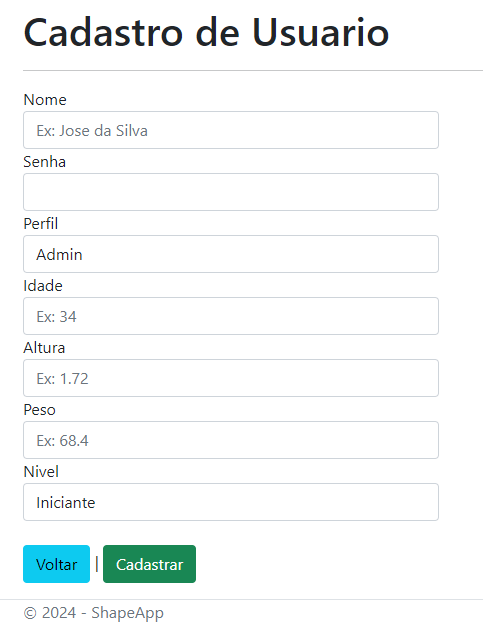 Cadastro de Usuario
Nome
Ex: Jose da Silva
Senha
Perfil
Admin
Idade
Ex: 34
Altura
Ex: 1.72
Peso
Ex: 68.4
Nivel
Iniciante
Voltar | Cadastrar
© 2024 - ShapeApp